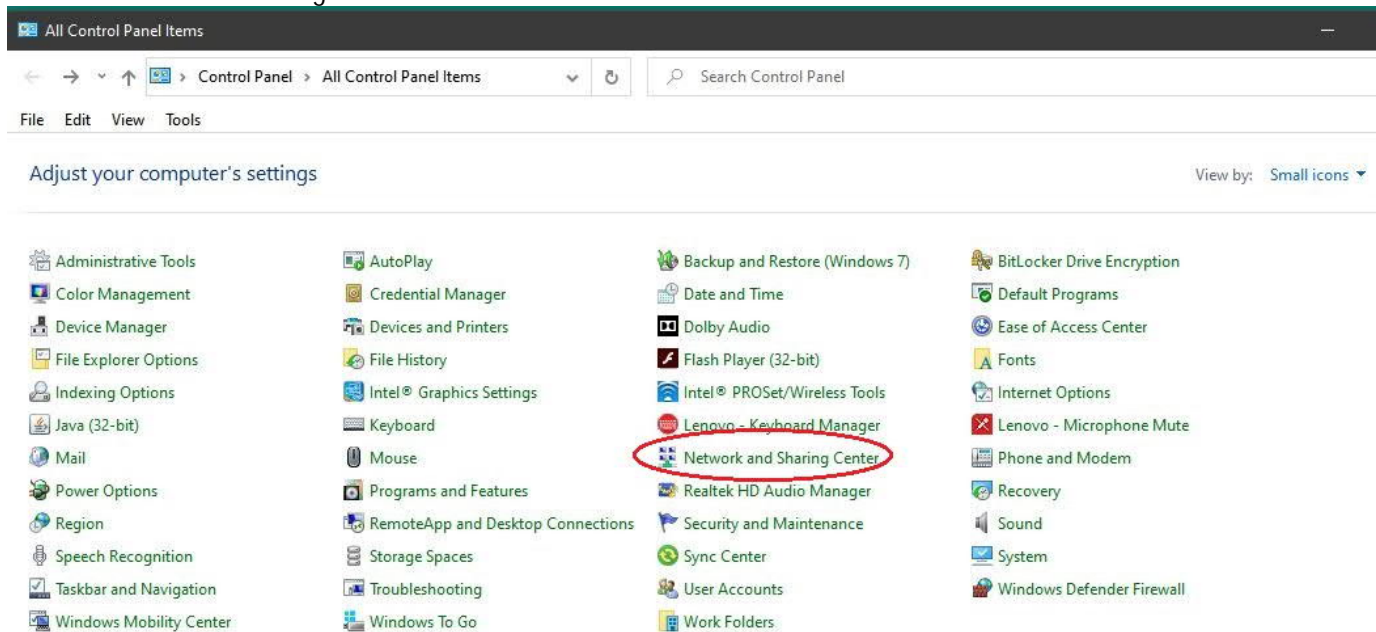 All Control Panel Items
Control Panel > All Control Panel Items
Search Control Panel
File Edit View Tools
Adjust your computer's settings
View by: Small icons
Administrative Tools AutoPlay Backup and Restore (Windows 7) BitLocker Drive Encryption
Color Management Credential Manager Date and Time Default Programs
Device Manager Devices and Printers Dolby Audio Ease of Access Center
File Explorer Options File History Flash Player (32-bit) Fonts
Indexing Options Intel® Graphics Settings Intel® PROSet/Wireless Tools Internet Options
Java (32-bit) Keyboard Lenovo - Keyboard Manager Lenovo - Microphone Mute
Mail Mouse Network and Sharing Center Phone and Modem
Power Options Programs and Features Realtek HD Audio Manager Recovery
Region RemoteApp and Desktop Connections Security and Maintenance Sound
Speech Recognition Storage Spaces Sync Center System
Taskbar and Navigation Troubleshooting User Accounts Windows Defender Firewall
Windows Mobility Center Windows To Go Work Folders